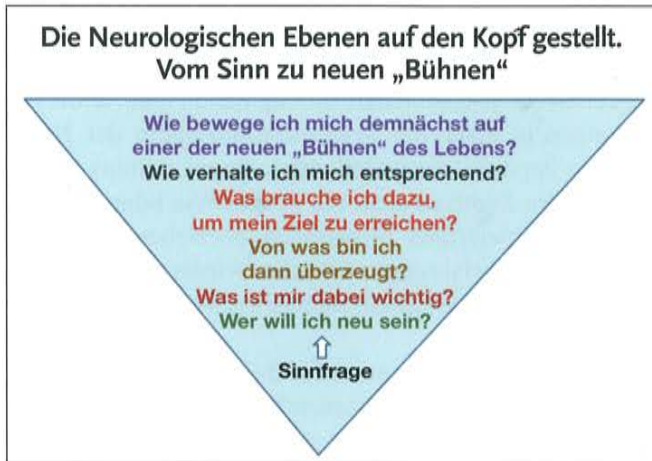 Die Neurologischen Ebenen auf den Kopf gestellt.
Vom Sinn zu neuen „Bühnen“
Wie bewege ich mich demnächst auf
einer der neuen „Bühnen“ des Lebens?
Wie verhalte ich mich entsprechend?
Was brauche ich dazu,
um mein Ziel zu erreichen?
Von was bin ich
dann überzeugt?
Was ist mir dabei wichtig?
Wer will ich neu sein?
Sinnfrage